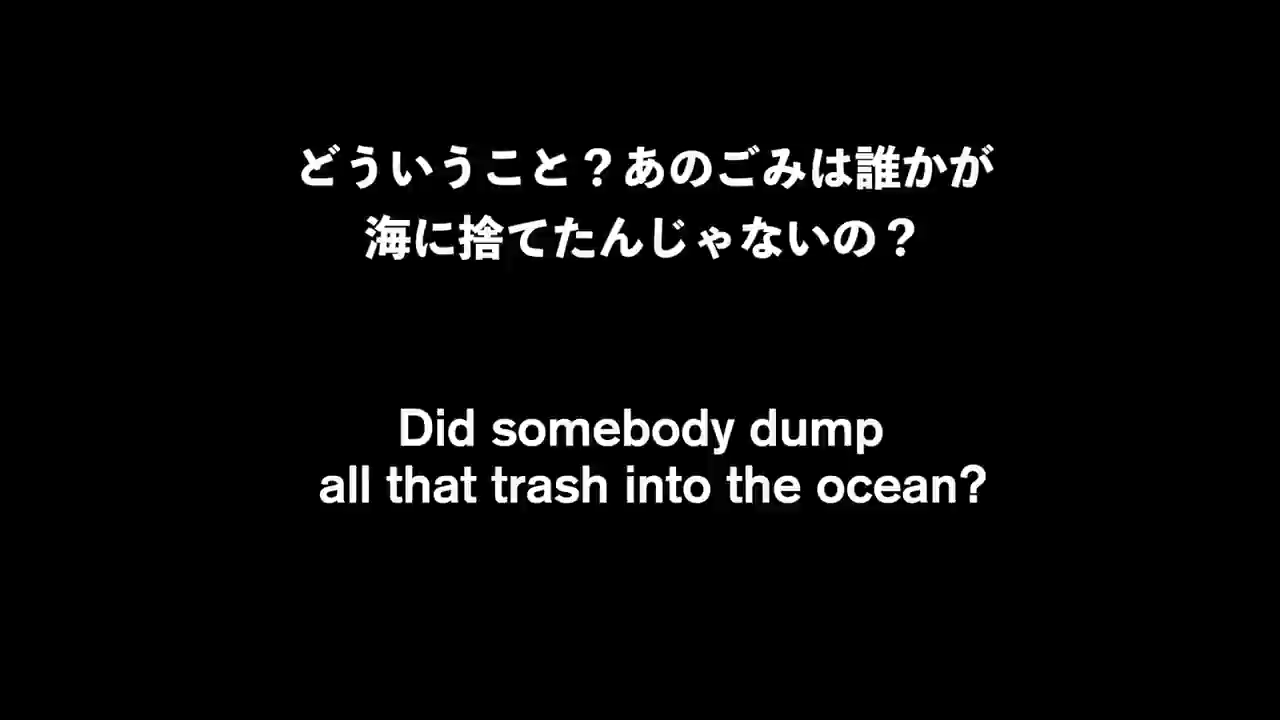 どういうこと？あのごみは誰かが
海に捨てたんじゃないの？
Did somebody dump
all that trash into the ocean?